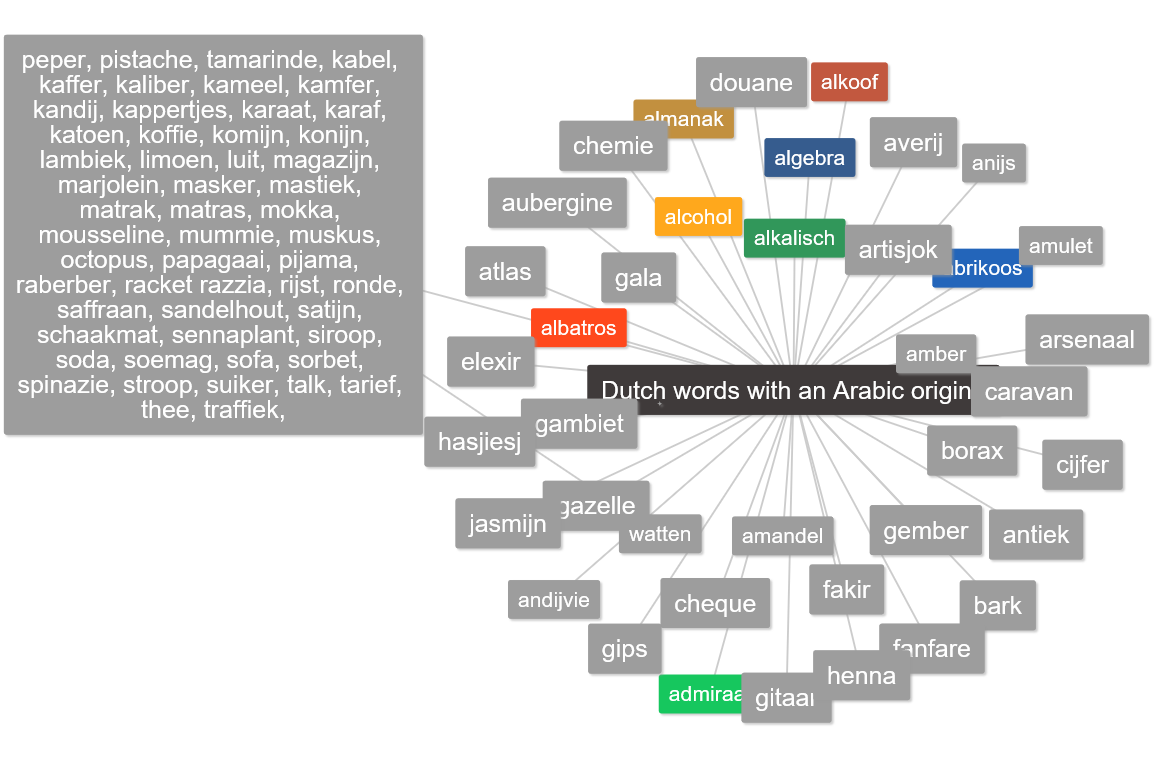 peper, pistache, tamarinde, kabel,
kaffer, kaliber, kameel, kamfer,
kandij, kappertjes, karaat, karaf,
katoen, koffie, komijn, konijn,
lambiek, limoen, luit, magazijn,
marjolein, masker, mastiek,
matrak, matras, mokka,
mousseline, mummie, muskus,
octopus, papagaai, pijama,
raberber, racket razzia, rijst, ronde,
saffraan, sandelhout, satijn,
schaakmat, sennaplant, siroop,
soda, soemag, sofa, sorbet,
spinazie, stroop, suiker, talk, tarief,
thee, traffiek,
douane
alkoof
almanak
chemie
algebra
averij
anijs
aubergine
alcohol
alkalisch
artisjok
amulet
brikoos
atlas
gala
albatros
elexir
amber
arsenaal
Dutch words with an Arabic origin
caravan
gambiet
hasjiesj
borax
cijfer
gazelle
jasmijn
watten
amandel
gember
antiek
andijvie
cheque
fakir
bark
gips
fanfare
henna
admiraa
gitaar